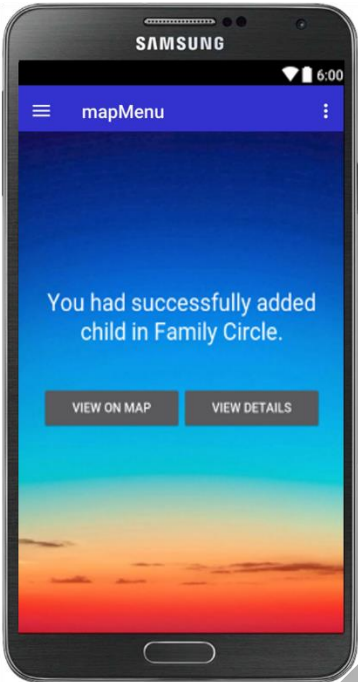 SAMSUNG
6:00
mapMenu
You had successfully added
child in Family Circle.
VIEW ON MAP VIEW DETAILS